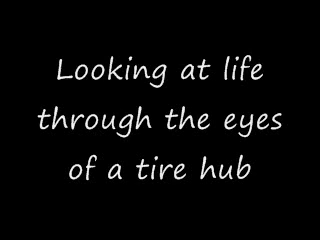 Looking at life
through the eyes
of a tire hub